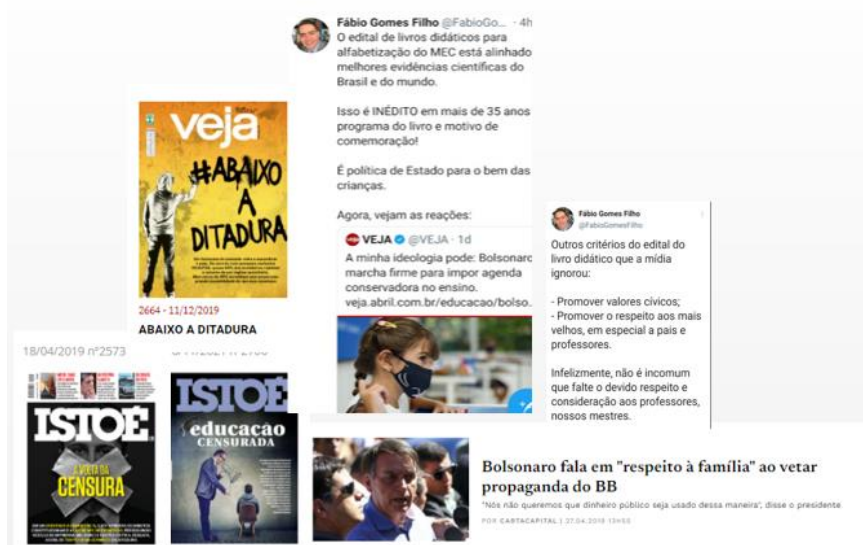 Fábio Gomes Filho @FabioGo... · 4h
O edital de livros didáticos para
alfabetização do MEC está alinhado
melhores evidências científicas do
Brasil e do mundo.
Isso é INÉDITO em mais de 35 anos
programa do livro e motivo de
comemoração!
É política de Estado para o bem das
crianças.
Agora, vejam as reações:
VEJA @VEJA · 1d
A minha ideologia pode: Bolsonaro
marcha firme para impor agenda
conservadora no ensino.
veja.abril.com.br/educacao/bolso.
veja
#ABAIXO
A
DITADURA
2664 - 11/12/2019
ABAIXO A DITADURA
Fábio Gomes Filho
@FabioGomesFilho
Outros critérios do edital do
livro didático que a mídia
ignorou:
- Promover valores cívicos;
- Promover o respeito aos mais
velhos, em especial a pais e
professores.
Infelizmente, não é incomum
que falte o devido respeito e
consideração aos professores,
nossos mestres.
18/04/2019 nº2573
ISTOÉ
A VOLTA DA
CENSURA
ISTOÉ
educação
CENSURADA
Bolsonaro fala em "respeito à família" ao vetar
propaganda do BB
"Nós não queremos que dinheiro público seja usado dessa maneira", disse o presidente
POR CARTACAPITAL | 27.04.2019 13H55